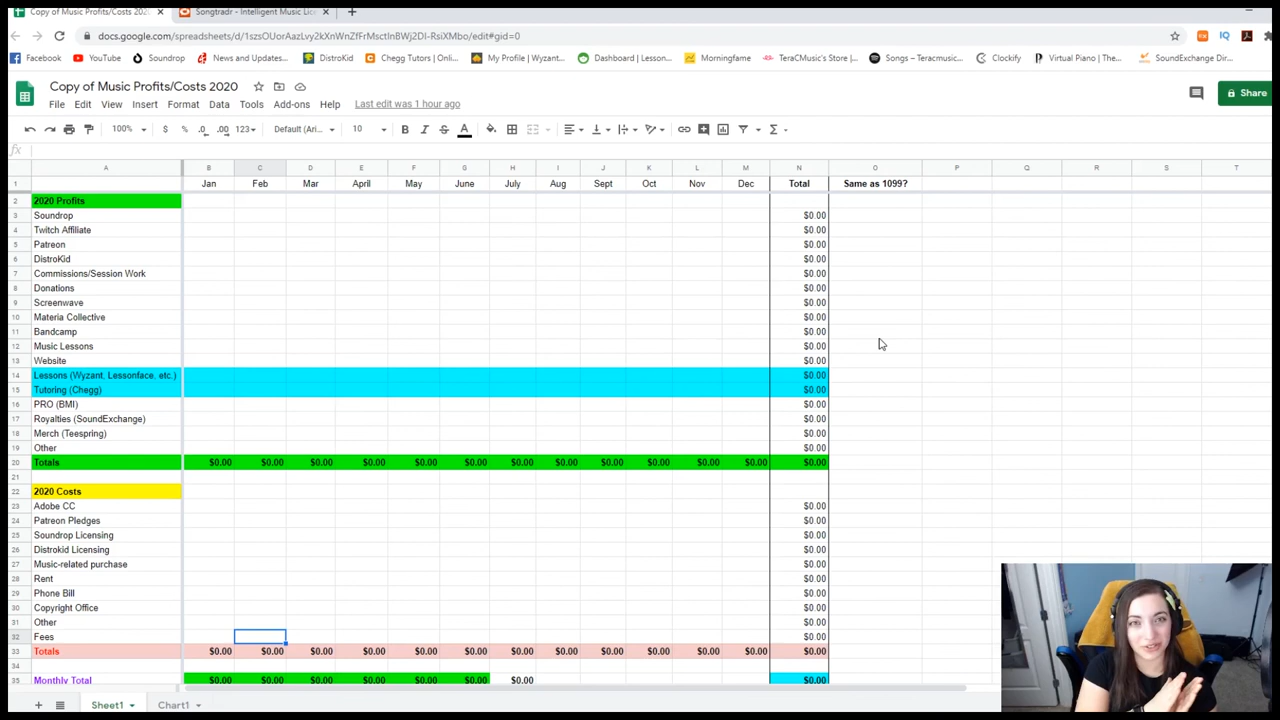 Copy of Music Profits/Costs 202
Songtradr - Intelligent Music Lice
docs.google.com/spreadsheets/d/1szsOUorAazLvy2kXnWnZfFrMsctInBWj2DI-RsiXMbo/edit#gid=0
Facebook YouTube Soundrop News and Updates... DistroKid Chegg Tutors | Onli... My Profile | Wyzant... Dashboard | Lesson... Morningfame TeraCMusic's Store |... Songs – Teracmusic... Clockify Virtual Piano | The... SoundExchange Dir...
Copy of Music Profits/Costs 2020
File Edit View Insert Format Data Tools Add-ons Help Last edit was 1 hour ago
Share
100% $ % .0 .00 123 Default (Ari... 10 B I S A
fx
A B C D E F G H I J K L M N O P Q R S T
1 Jan Feb Mar April May June July Aug Sept Oct Nov Dec Total Same as 1099?
2 2020 Profits
3 Soundrop $0.00
4 Twitch Affiliate $0.00
5 Patreon $0.00
6 DistroKid $0.00
7 Commissions/Session Work $0.00
8 Donations $0.00
9 Screenwave $0.00
10 Materia Collective $0.00
11 Bandcamp $0.00
12 Music Lessons $0.00
13 Website $0.00
14 Lessons (Wyzant, Lessonface, etc.) $0.00
15 Tutoring (Chegg) $0.00
16 PRO (BMI) $0.00
17 Royalties (SoundExchange) $0.00
18 Merch (Teespring) $0.00
19 Other $0.00
20 Totals $0.00 $0.00 $0.00 $0.00 $0.00 $0.00 $0.00 $0.00 $0.00 $0.00 $0.00 $0.00 $0.00
21
22 2020 Costs
23 Adobe CC $0.00
24 Patreon Pledges $0.00
25 Soundrop Licensing $0.00
26 Distrokid Licensing $0.00
27 Music-related purchase $0.00
28 Rent $0.00
29 Phone Bill $0.00
30 Copyright Office $0.00
31 Other $0.00
32 Fees $0.00
33 Totals $0.00 $0.00 $0.00 $0.00 $0.00 $0.00 $0.00 $0.00 $0.00 $0.00 $0.00 $0.00 $0.00
34
35 Monthly Total $0.00 $0.00 $0.00 $0.00 $0.00 $0.00 $0.00 $0.00
Sheet1 Chart1